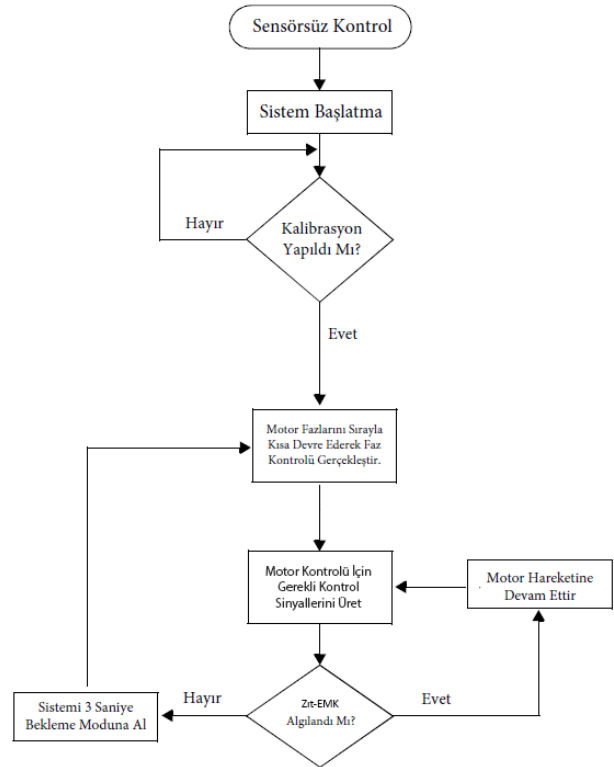 Sensörsüz Kontrol
Sistem Başlatma
Hayır
Kalibrasyon
Yapıldı Mı?
Evet
Motor Fazlarını Sırayla
Kısa Devre Ederek Faz
Kontrolü Gerçekleştir.
Motor Kontrolü İçin
Gerekli Kontrol
Sinyallerini Üret
Motor Hareketine
Devam Ettir
Sistemi 3 Saniye
Bekleme Moduna Al
Hayır
Zıt-EMK
Algılandı Mı?
Evet